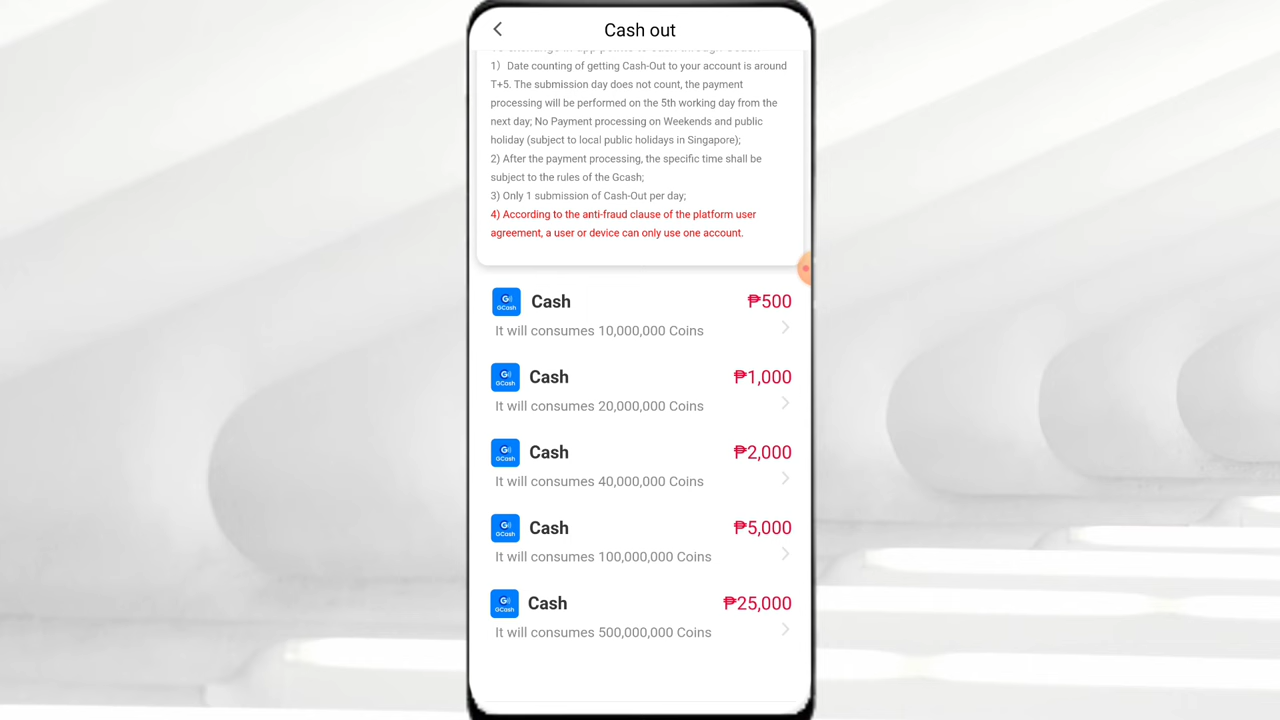 Cash out
1) Date counting of getting Cash-Out to your account is around
T+5. The submission day does not count, the payment
processing will be performed on the 5th working day from the
next day; No Payment processing on Weekends and public
holiday (subject to local public holidays in Singapore);
2) After the payment processing, the specific time shall be
subject to the rules of the Gcash;
3) Only 1 submission of Cash-Out per day;
4) According to the anti-fraud clause of the platform user
agreement, a user or device can only use one account.
G) GCash Cash ₱500
It will consumes 10,000,000 Coins
G) GCash Cash ₱1,000
It will consumes 20,000,000 Coins
G) GCash Cash ₱2,000
It will consumes 40,000,000 Coins
G) GCash Cash ₱5,000
It will consumes 100,000,000 Coins
G) GCash Cash ₱25,000
It will consumes 500,000,000 Coins